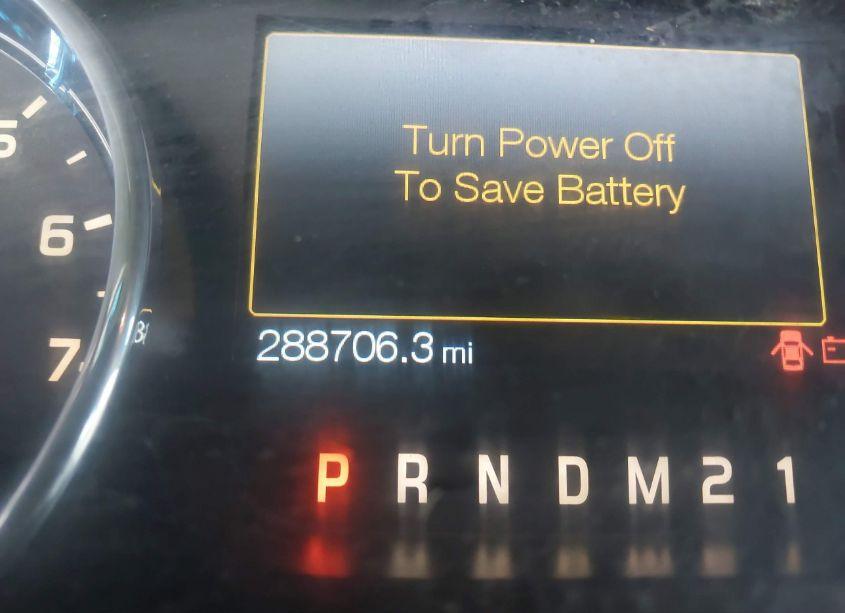 5
6
7
Turn Power Off
To Save Battery
288706.3 mi
P R N D M 2 1